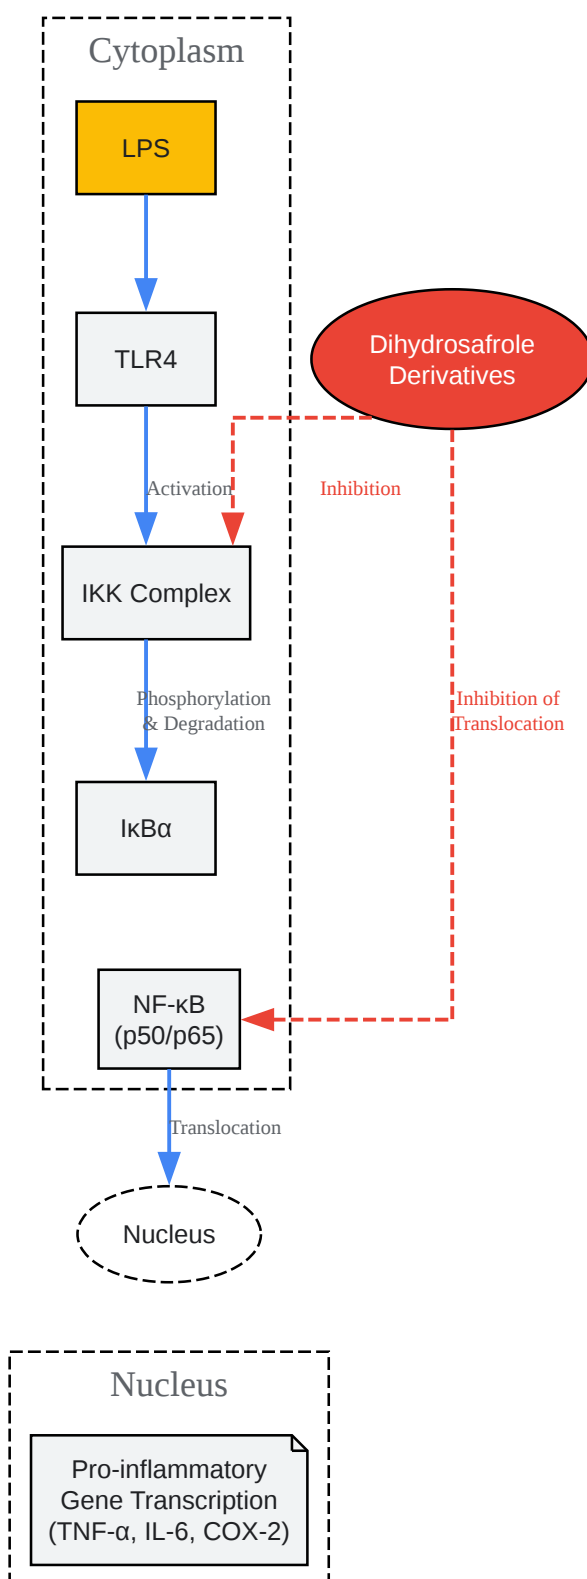 Cytoplasm
LPS
TLR4
Dihydrosafrole
Derivatives
Activation
Inhibition
IKK Complex
Phosphorylation
& Degradation
Inhibition of
Translocation
IκBα
NF-κB
(p50/p65)
Translocation
Nucleus
Nucleus
Pro-inflammatory
Gene Transcription
(TNF-α, IL-6, COX-2)